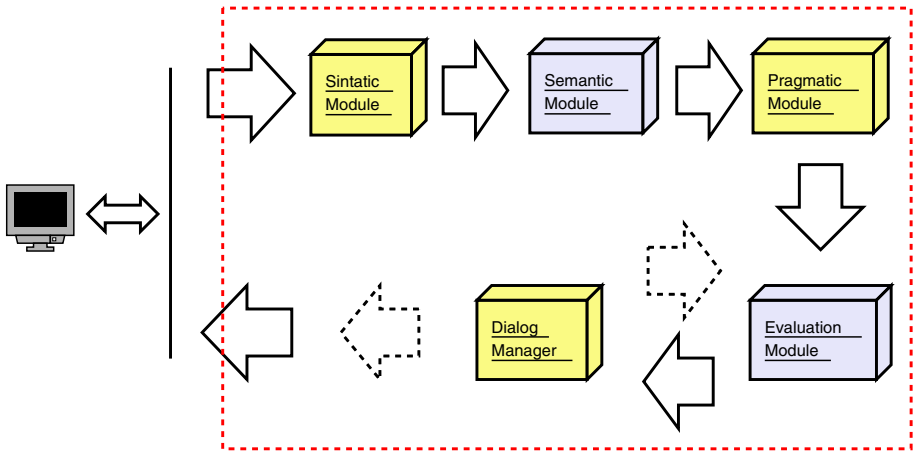 Sintatic
Module
Semantic
Module
Pragmatic
Module
Dialog
Manager
Evaluation
Module